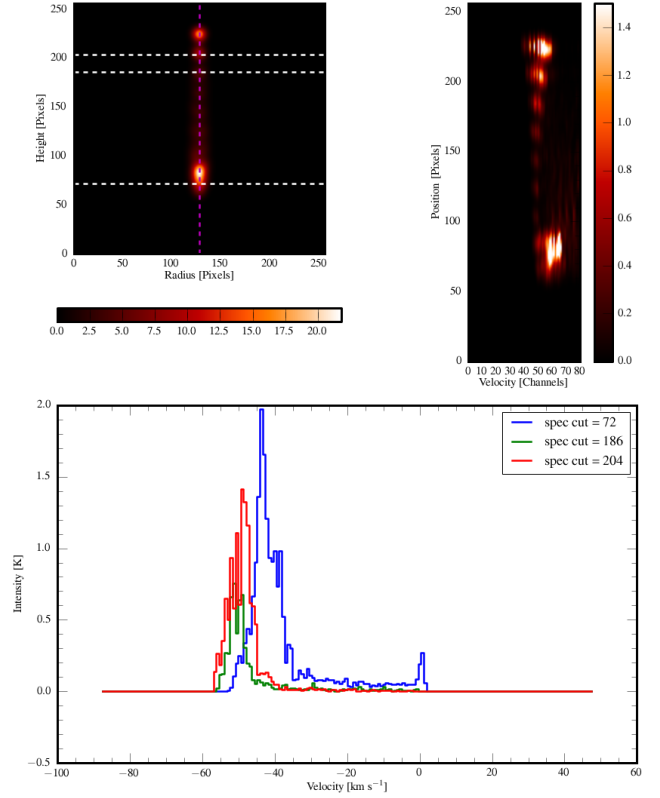 250
200
150
100
50
0
Height [Pixels]
0 50 100 150 200 250
Radius [Pixels]
0.0 2.5 5.0 7.5 10.0 12.5 15.0 17.5 20.0
250
200
150
100
50
0
Position [Pixels]
0 10 20 30 40 50 60 70 80
Velocity [Channels]
1.4
1.2
1.0
0.8
0.6
0.4
0.2
0.0
2.0
1.5
1.0
0.5
0.0
−0.5
Intensity [K]
spec cut = 72
spec cut = 186
spec cut = 204
−100 −80 −60 −40 −20 0 20 40 60
Velocity [km s⁻¹]